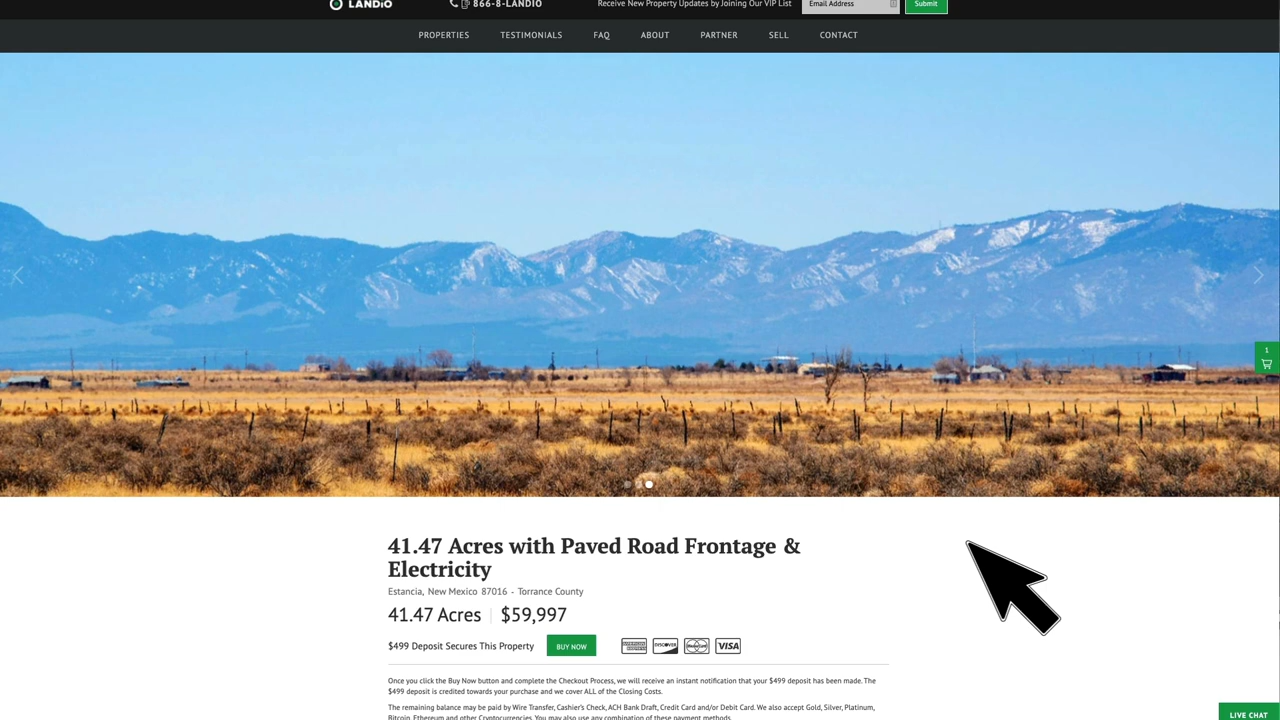 LANDiO
866-8-LANDIO
Receive New Property Updates by Joining Our VIP List
Email Address
Submit
PROPERTIES TESTIMONIALS FAQ ABOUT PARTNER SELL CONTACT
1
41.47 Acres with Paved Road Frontage &
Electricity
Estancia, New Mexico 87016 - Torrance County
41.47 Acres | $59,997
$499 Deposit Secures This Property
BUY NOW
DISCOVER
VISA
Once you click the Buy Now button and complete the Checkout Process, we will receive an instant notification that your $499 deposit has been made. The
$499 deposit is credited towards your purchase and we cover ALL of the Closing Costs.
The remaining balance may be paid by Wire Transfer, Cashier's Check, ACH Bank Draft, Credit Card and/or Debit Card. We also accept Gold, Silver, Platinum,
Bitcoin, Ethereum and other Cryptocurrencies. You may also use any combination of these payment methods.
LIVE CHAT